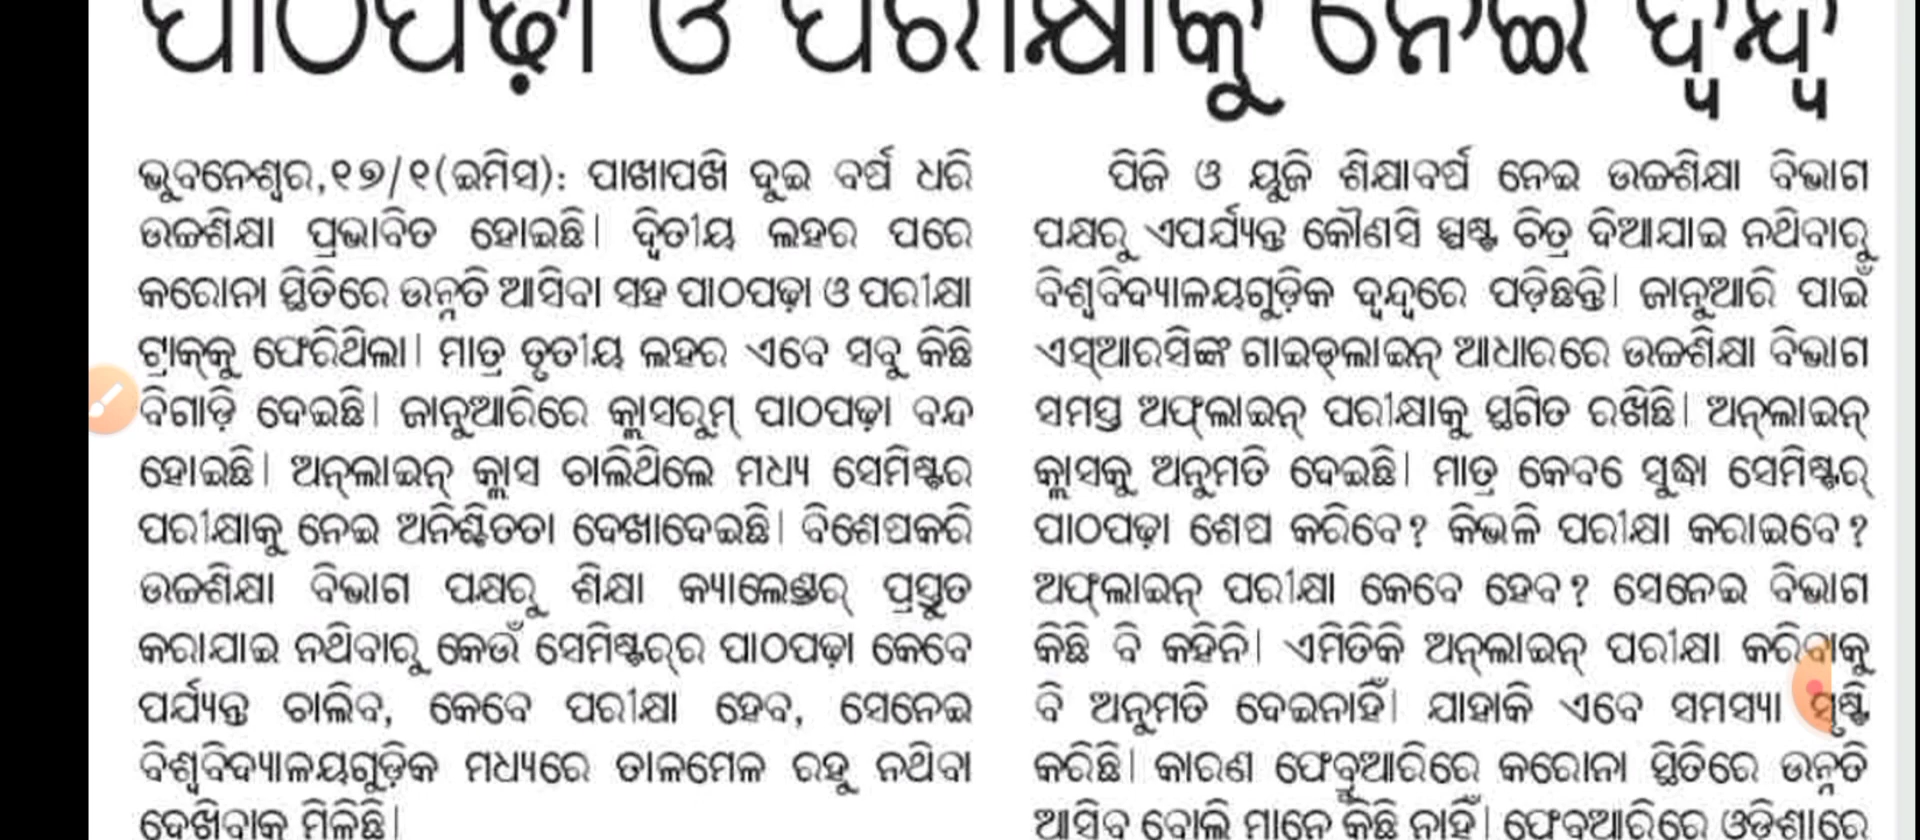 ପାଠପଢ଼ା ଓ ପରୀକ୍ଷାକୁ ନେଇ ଦ୍ୱନ୍ଦ୍ୱ
ଭୁବନେଶ୍ୱର,୧୭/୧(ଇମିସ): ପାଖାପଖି ଦୁଇ ବର୍ଷ ଧରି
ଉଚ୍ଚଶିକ୍ଷା ପ୍ରଭାବିତ ହୋଇଛି। ଦ୍ୱିତୀୟ ଲହର ପରେ
କରୋନା ସ୍ଥିତିରେ ଉନ୍ନତି ଆସିବା ସହ ପାଠପଢ଼ା ଓ ପରୀକ୍ଷା
ଟ୍ରାକ୍‌କୁ ଫେରିଥିଲା। ମାତ୍ର ତୃତୀୟ ଲହର ଏବେ ସବୁ କିଛି
ବିଗାଡ଼ି ଦେଇଛି। ଜାନୁଆରିରେ କ୍ଲାସରୁମ୍ ପାଠପଢ଼ା ବନ୍ଦ
ହୋଇଛି। ଅନ୍‌ଲାଇନ୍ କ୍ଲାସ ଚାଲିଥିଲେ ମଧ୍ୟ ସେମିଷ୍ଟର
ପରୀକ୍ଷାକୁ ନେଇ ଅନିଶ୍ଚିତତା ଦେଖାଦେଇଛି। ବିଶେଷକରି
ଉଚ୍ଚଶିକ୍ଷା ବିଭାଗ ପକ୍ଷରୁ ଶିକ୍ଷା କ୍ୟାଲେଣ୍ଡର୍ ପ୍ରସ୍ତୁତ
କରାଯାଇ ନଥିବାରୁ କେଉଁ ସେମିଷ୍ଟର୍‌ର ପାଠପଢ଼ା କେବେ
ପର୍ଯ୍ୟନ୍ତ ଚାଲିବ, କେବେ ପରୀକ୍ଷା ହେବ, ସେନେଇ
ବିଶ୍ୱବିଦ୍ୟାଳୟଗୁଡ଼ିକ ମଧ୍ୟରେ ତାଳମେଳ ରହୁ ନଥିବା
ଦେଖିବାକୁ ମିଳିଛି।
ପିଜି ଓ ୟୁଜି ଶିକ୍ଷାବର୍ଷ ନେଇ ଉଚ୍ଚଶିକ୍ଷା ବିଭାଗ
ପକ୍ଷରୁ ଏପର୍ଯ୍ୟନ୍ତ କୌଣସି ସ୍ପଷ୍ଟ ଚିତ୍ର ଦିଆଯାଇ ନଥିବାରୁ
ବିଶ୍ୱବିଦ୍ୟାଳୟଗୁଡ଼ିକ ଦ୍ୱନ୍ଦ୍ୱରେ ପଡ଼ିଛନ୍ତି। ଜାନୁଆରି ପାଇଁ
ଏସ୍‌ଆରସିଙ୍କ ଗାଇଡ଼୍‌ଲାଇନ୍ ଆଧାରରେ ଉଚ୍ଚଶିକ୍ଷା ବିଭାଗ
ସମସ୍ତ ଅଫ୍‌ଲାଇନ୍ ପରୀକ୍ଷାକୁ ସ୍ଥଗିତ ରଖିଛି। ଅନ୍‌ଲାଇନ୍
କ୍ଲାସକୁ ଅନୁମତି ଦେଇଛି। ମାତ୍ର କେବେ ସୁଦ୍ଧା ସେମିଷ୍ଟର୍
ପାଠପଢ଼ା ଶେଷ କରିବେ? କିଭଳି ପରୀକ୍ଷା କରାଇବେ?
ଅଫ୍‌ଲାଇନ୍ ପରୀକ୍ଷା କେବେ ହେବ? ସେନେଇ ବିଭାଗ
କିଛି ବି କହିନି। ଏମିତିକି ଅନ୍‌ଲାଇନ୍ ପରୀକ୍ଷା କରିବାକୁ
ବି ଅନୁମତି ଦେଇନାହିଁ। ଯାହାକି ଏବେ ସମସ୍ୟା ସୃଷ୍ଟି
କରିଛି। କାରଣ ଫେବୃଆରିରେ କରୋନା ସ୍ଥିତିରେ ଉନ୍ନତି
ଆସିବ ବୋଲି ମାନେ କିଛି ନାହିଁ। ଫେବୃଆରିରେ ଓଡ଼ିଶାରେ